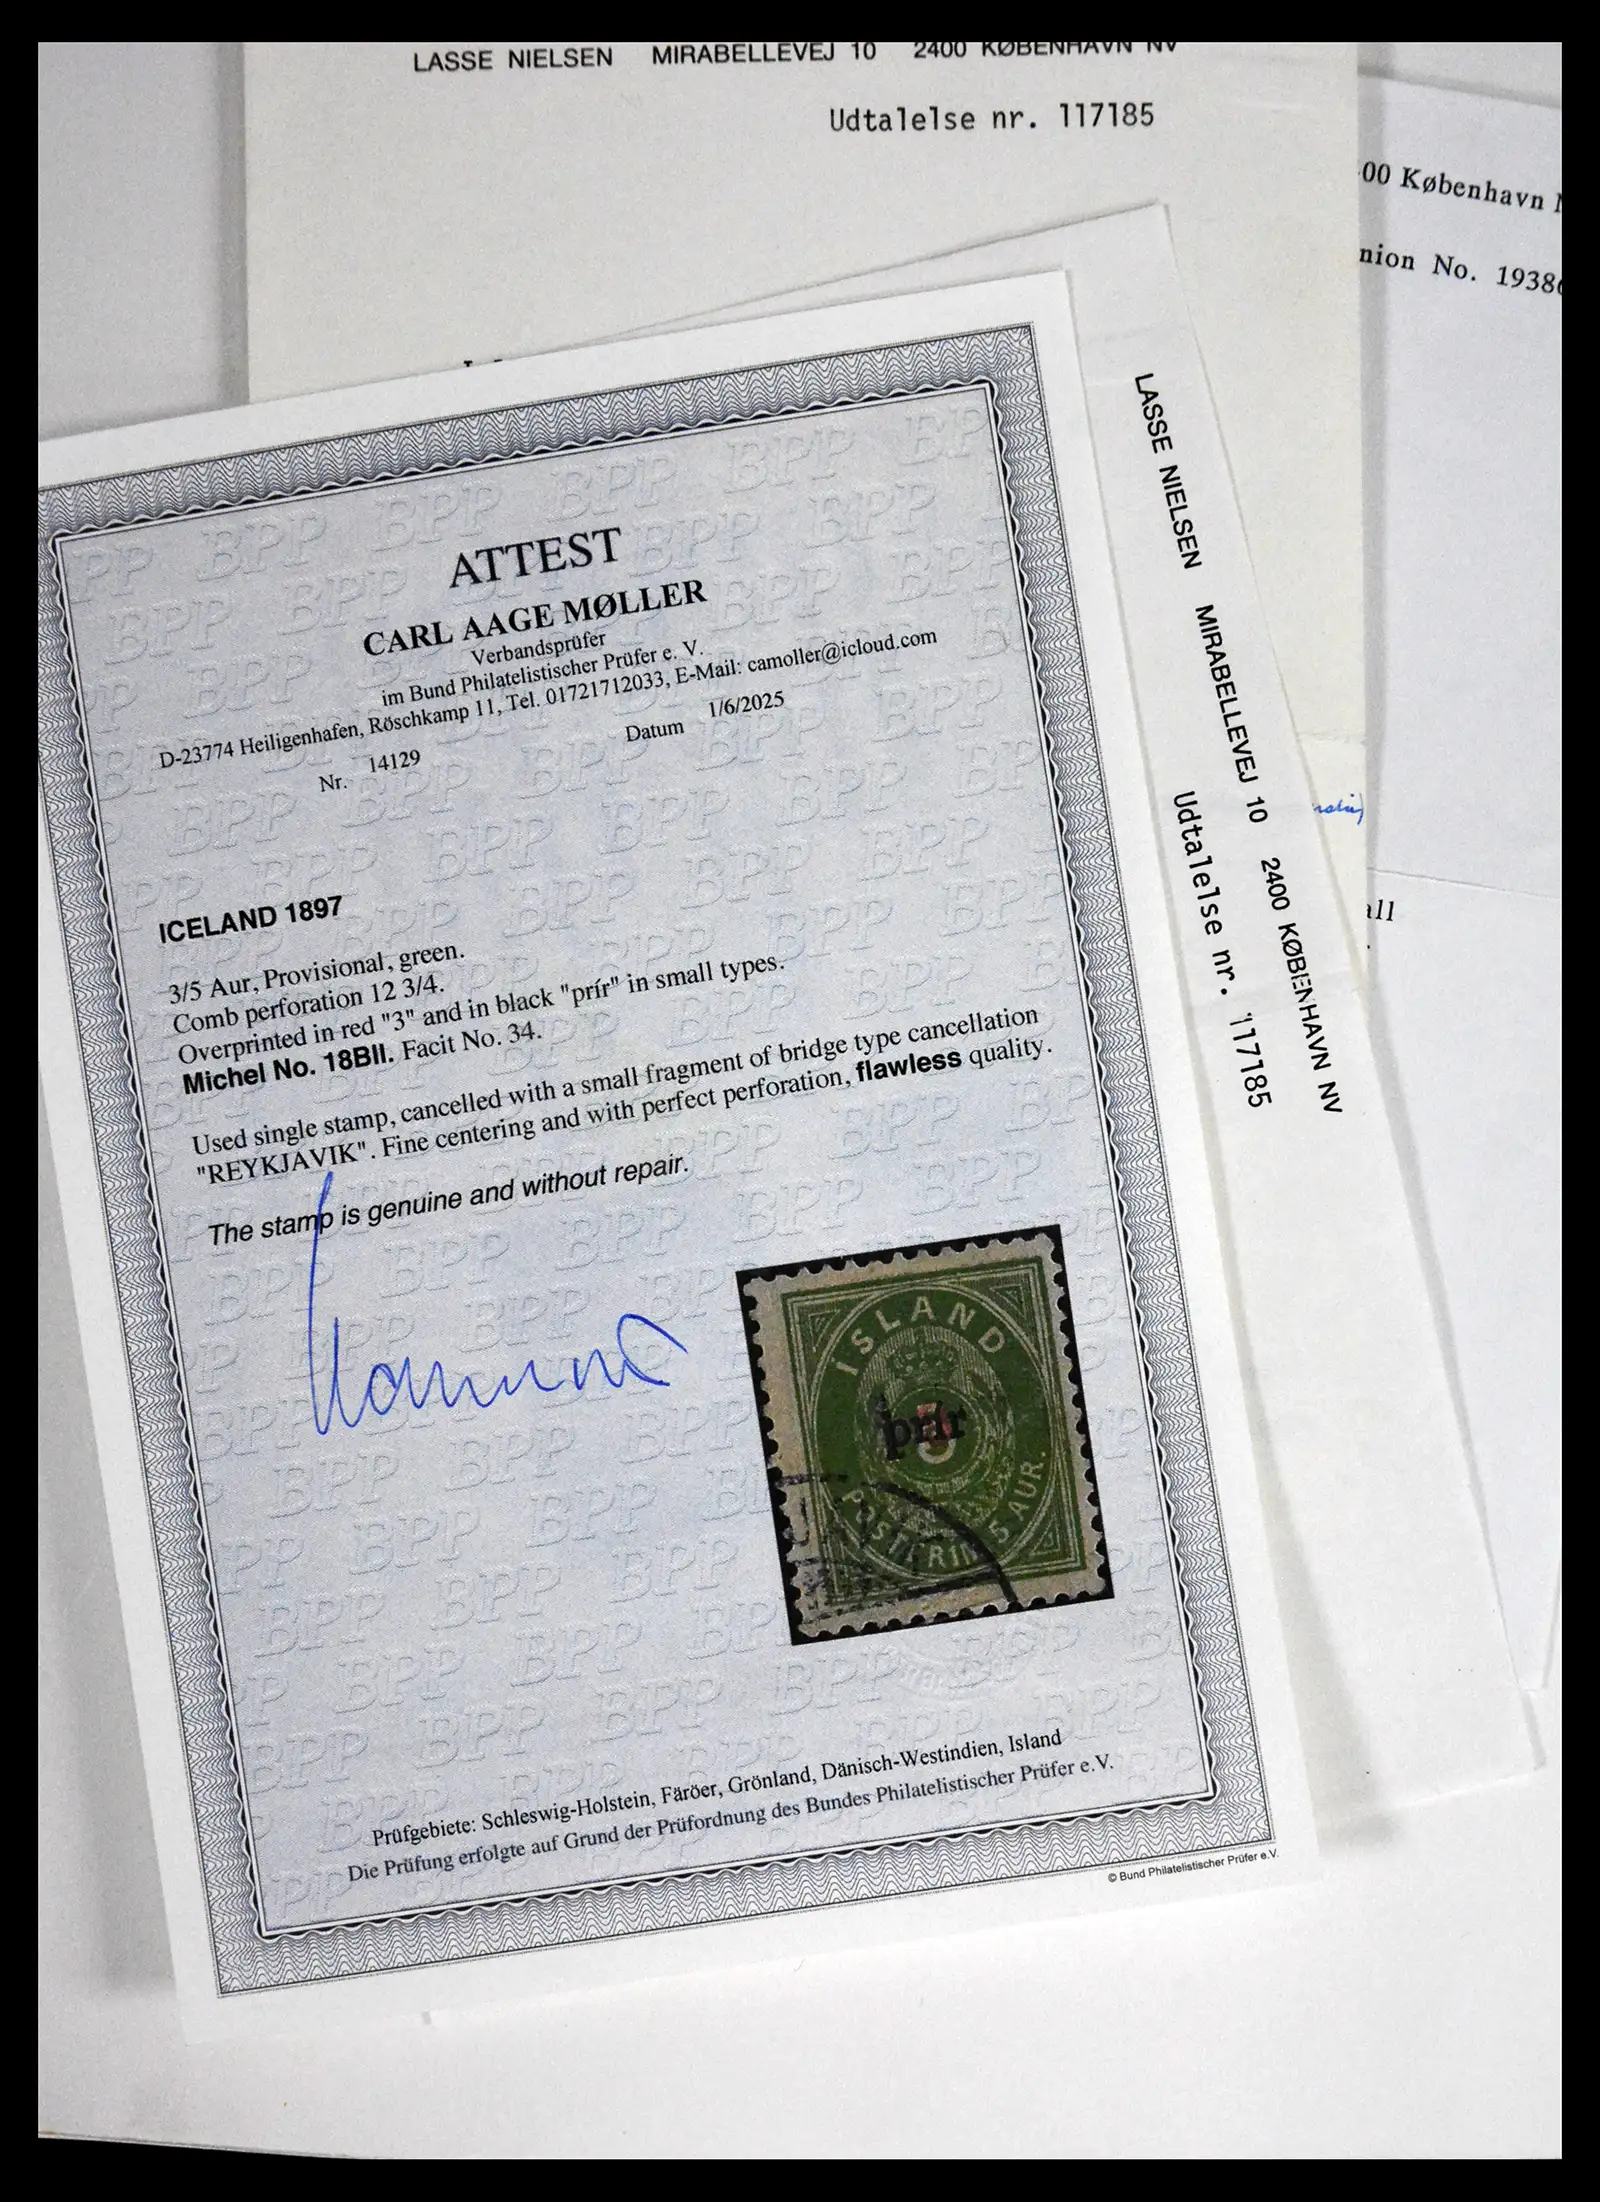 LASSE NIELSEN MIRABELLEVEJ 10 2400 KØBENHAVN NV
Udtalelse nr. 117185
00 København
nion No. 1938
ATTEST
CARL AAGE MØLLER
Verbandsprüfer
im Bund Philatelistischer Prüfer e. V.
D-23774 Heiligenhafen, Röschkamp 11, Tel. 01721712033, E-Mail: camoller@icloud.com
Nr. 14129 Datum 1/6/2025
ICELAND 1897
3/5 Aur, Provisional, green.
Comb perforation 12 3/4.
Overprinted in red "3" and in black "prír" in small types.
Michel No. 18BII. Facit No. 34.
Used single stamp, cancelled with a small fragment of bridge type cancellation
"REYKJAVIK". Fine centering and with perfect perforation, flawless quality.
The stamp is genuine and without repair.
ÍSLAND
prír
5 AUR.
Prüfgebiete: Schleswig-Holstein, Färöer, Grönland, Dänisch-Westindien, Island
Die Prüfung erfolgte auf Grund der Prüfordnung des Bundes Philatelistischer Prüfer e.V.
© Bund Philatelistischer Prüfer e.V.
LASSE NIELSEN MIRABELLEVEJ 10 2400 KØBENHAVN NV
Udtalelse nr. 117185
all
BPP